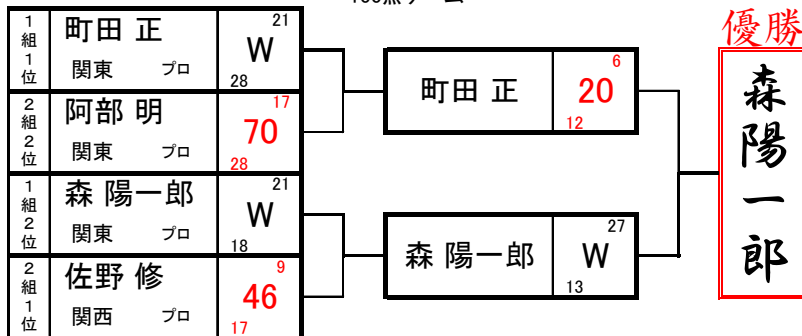 優勝
1組1位
町田 正
関東 プロ
21
W
28
2組2位
阿部 明
関東 プロ
17
70
28
1組2位
森 陽一郎
関東 プロ
21
W
18
2組1位
佐野 修
関西 プロ
9
46
17
町田 正
6
20
12
森 陽一郎
27
W
13
森陽一郎